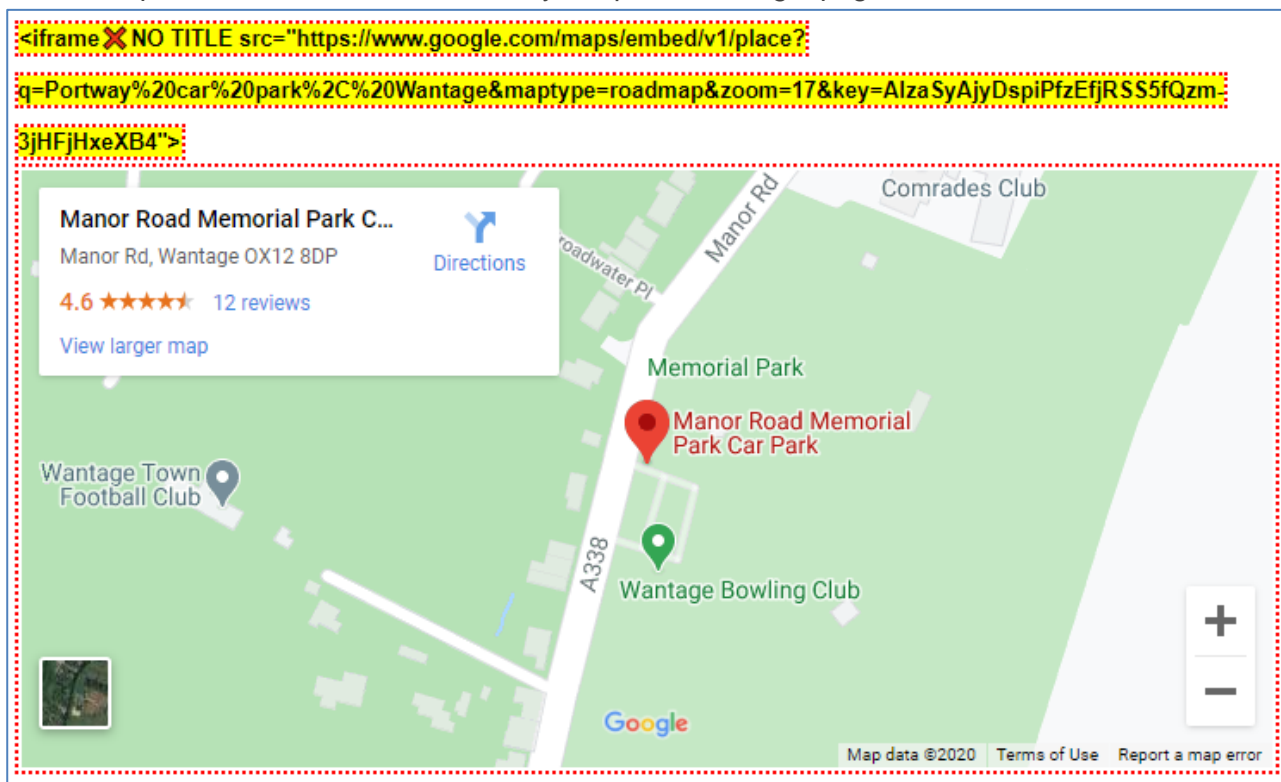 <iframe❌NO TITLE src="https://www.google.com/maps/embed/v1/place?
q=Portway%20car%20park%2C%20Wantage&maptype=roadmap&zoom=17&key=AIzaSyAjyDspiPfzEfjRSS5fQzm-
3jHFjHxeXB4">
Manor Road Memorial Park C...
Manor Rd, Wantage OX12 8DP
Directions
4.6 ★★★★★ 12 reviews
View larger map
Comrades Club
Manor Rd
roadwater Pl
Memorial Park
Manor Road Memorial
Park Car Park
Wantage Town
Football Club
A338
Wantage Bowling Club
+
−
Google
Map data ©2020 Terms of Use Report a map error